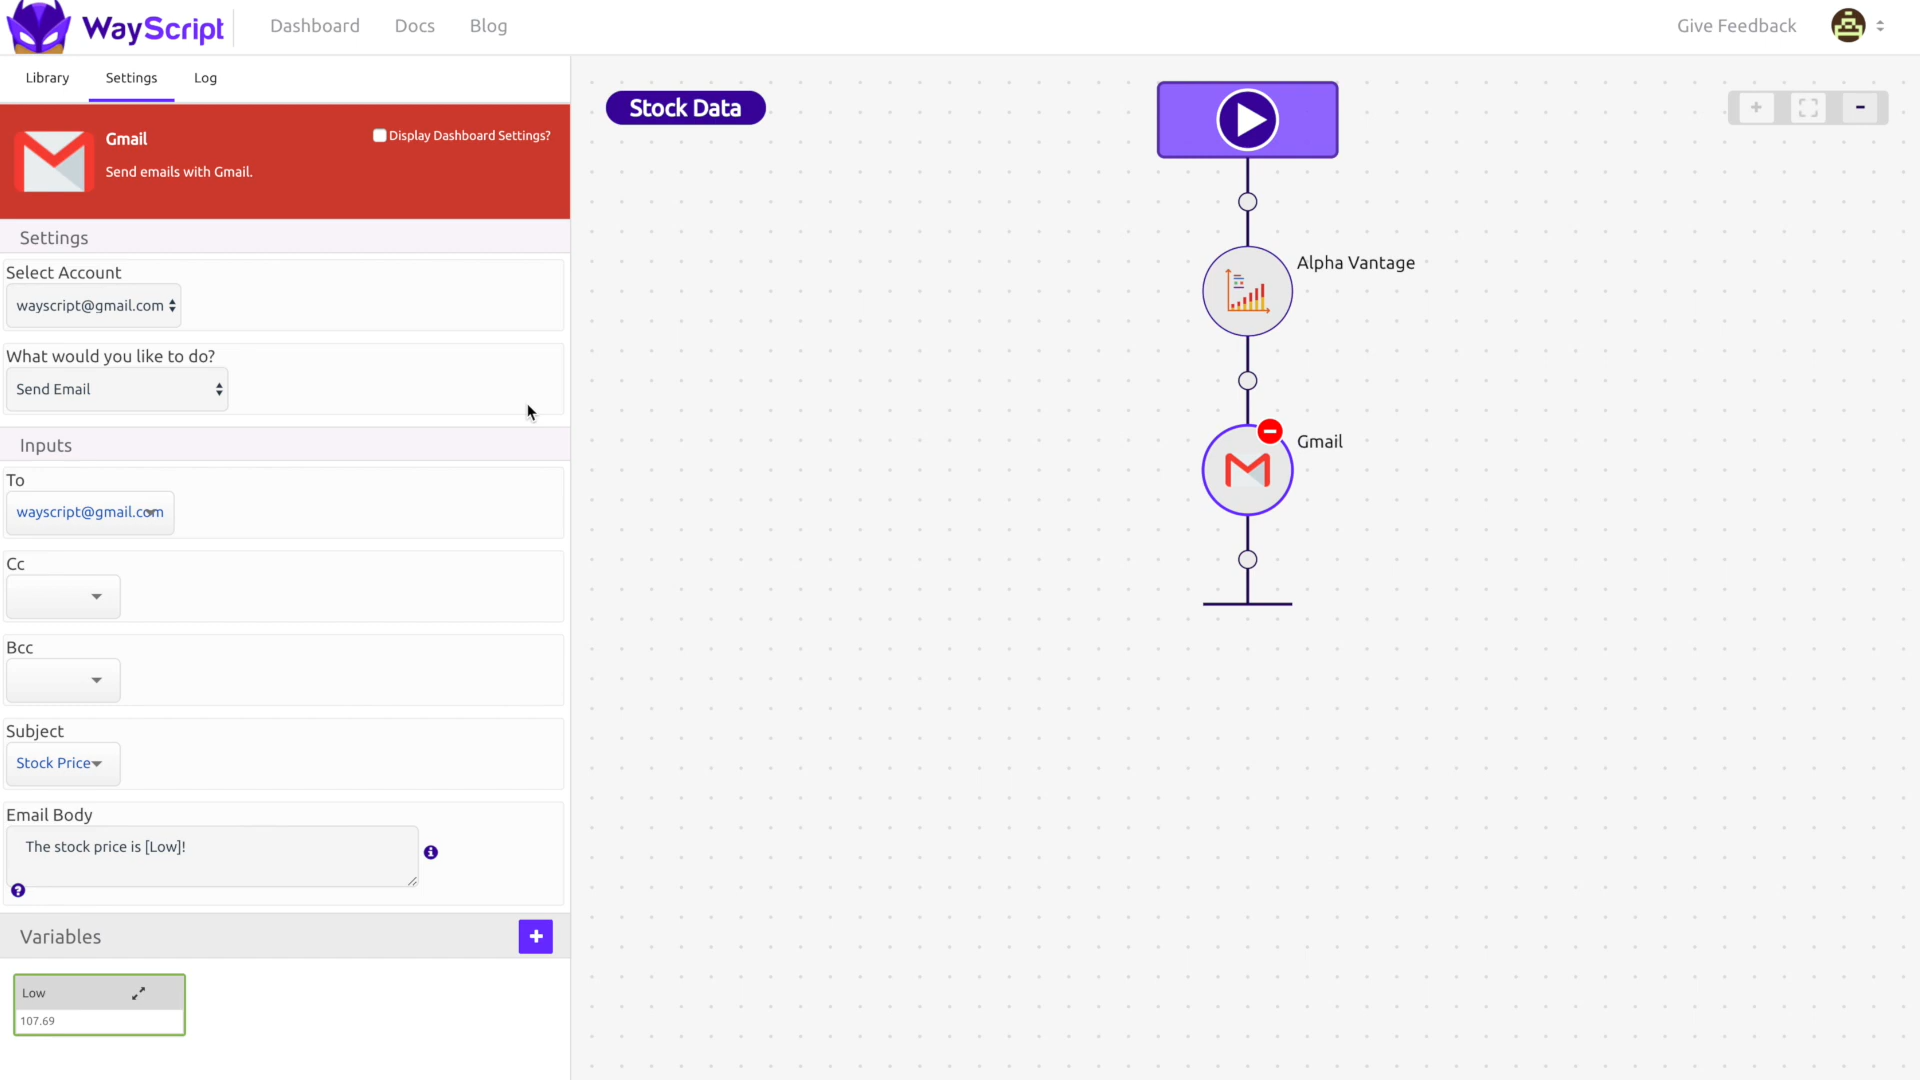 WayScript
Dashboard
Docs
Blog
Give Feedback
Library
Settings
Log
Gmail
Display Dashboard Settings?
Send emails with Gmail.
Settings
Select Account
wayscript@gmail.com
What would you like to do?
Send Email
Inputs
To
wayscript@gmail.com
Cc
Bcc
Subject
Stock Price
Email Body
The stock price is [Low]!
Variables
Low
107.69
Stock Data
Alpha Vantage
Gmail